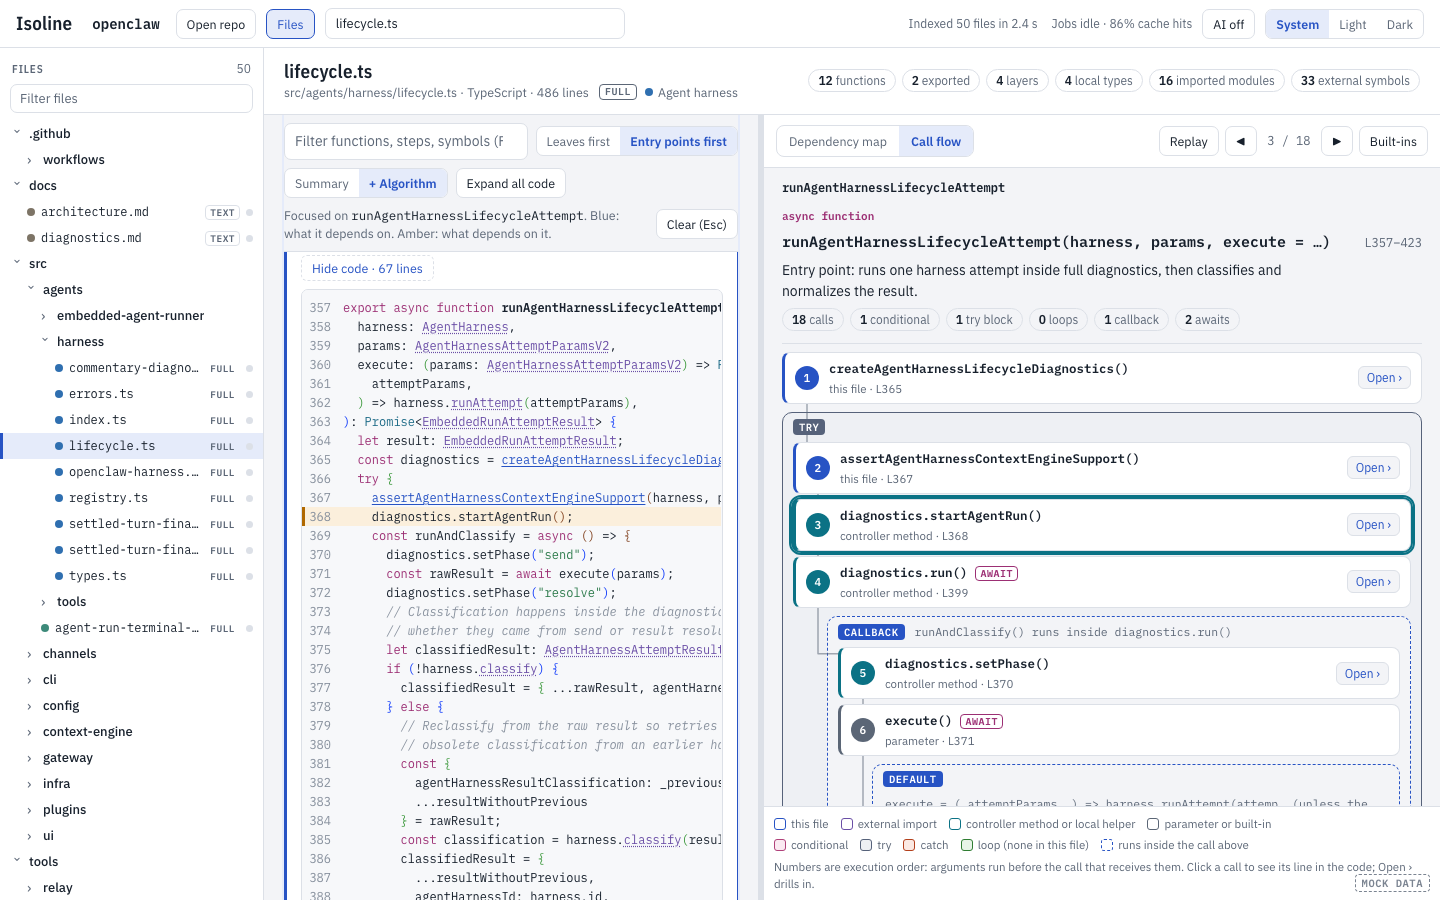 Isoline openclaw Open repo Files lifecycle.ts Indexed 50 files in 2.4 s Jobs idle · 86% cache hits AI off System Light Dark
FILES 50
Filter files
.github
workflows
docs
architecture.md TEXT
diagnostics.md TEXT
src
agents
embedded-agent-runner
harness
commentary-diagno… FULL
errors.ts FULL
index.ts FULL
lifecycle.ts FULL
openclaw-harness.… FULL
registry.ts FULL
settled-turn-fina… FULL
settled-turn-fina… FULL
types.ts FULL
tools
agent-run-terminal-… FULL
channels
cli
config
context-engine
gateway
infra
plugins
ui
tools
relay
lifecycle.ts
src/agents/harness/lifecycle.ts · TypeScript · 486 lines FULL Agent harness
12 functions 2 exported 4 layers 4 local types 16 imported modules 33 external symbols
Filter functions, steps, symbols (F Leaves first Entry points first
Summary + Algorithm Expand all code
Focused on runAgentHarnessLifecycleAttempt. Blue:
what it depends on. Amber: what depends on it.
Clear (Esc)
Hide code · 67 lines
357 export async function runAgentHarnessLifecycleAttempt
358 harness: AgentHarness,
359 params: AgentHarnessAttemptParamsV2,
360 execute: (params: AgentHarnessAttemptParamsV2) =>
361 attemptParams,
362 ) => harness.runAttempt(attemptParams),
363 ): Promise<EmbeddedRunAttemptResult> {
364 let result: EmbeddedRunAttemptResult;
365 const diagnostics = createAgentHarnessLifecycleDiag
366 try {
367 assertAgentHarnessContextEngineSupport(harness, p
368 diagnostics.startAgentRun();
369 const runAndClassify = async () => {
370 diagnostics.setPhase("send");
371 const rawResult = await execute(params);
372 diagnostics.setPhase("resolve");
373 // Classification happens inside the diagnostic
374 // whether they came from send or result resolu
375 let classifiedResult: AgentHarnessAttemptResult
376 if (!harness.classify) {
377 classifiedResult = { ...rawResult, agentHarne
378 } else {
379 // Reclassify from the raw result so retries
380 // obsolete classification from an earlier ha
381 const {
382 agentHarnessResultClassification: _previous
383 ...resultWithoutPrevious
384 } = rawResult;
385 const classification = harness.classify(resul
386 classifiedResult = {
387 ...resultWithoutPrevious,
388 agentHarnessId: harness.id,
Dependency map Call flow Replay ◀ 3 / 18 ▶ Built-ins
runAgentHarnessLifecycleAttempt
async function
runAgentHarnessLifecycleAttempt(harness, params, execute = …) L357–423
Entry point: runs one harness attempt inside full diagnostics, then classifies and
normalizes the result.
18 calls 1 conditional 1 try block 0 loops 1 callback 2 awaits
1 createAgentHarnessLifecycleDiagnostics()
this file · L365
Open ›
TRY
2 assertAgentHarnessContextEngineSupport()
this file · L367
Open ›
3 diagnostics.startAgentRun()
controller method · L368
Open ›
4 diagnostics.run() AWAIT
controller method · L399
Open ›
CALLBACK runAndClassify() runs inside diagnostics.run()
5 diagnostics.setPhase()
controller method · L370
Open ›
6 execute() AWAIT
parameter · L371
DEFAULT
execute = ( attemptParams, ) => harness.runAttempt(attemp… (unless the
this file external import controller method or local helper parameter or built-in
conditional try catch loop (none in this file) runs inside the call above
Numbers are execution order: arguments run before the call that receives them. Click a call to see its line in the code; Open ›
drills in.
MOCK DATA